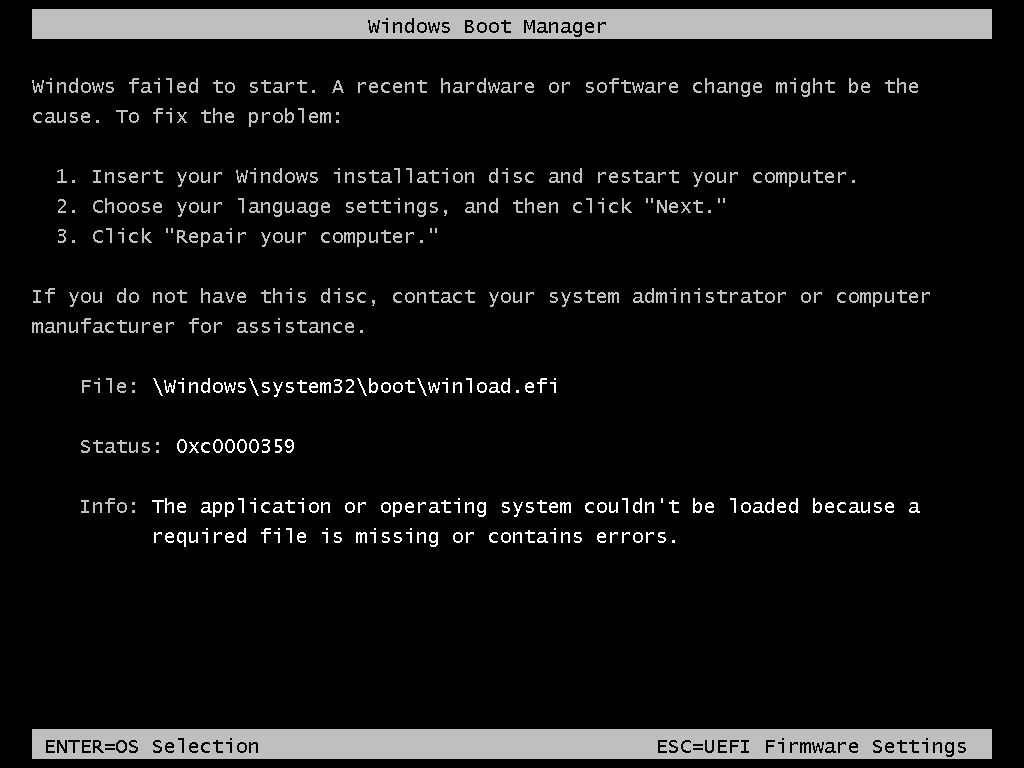 Windows Boot Manager
Windows failed to start. A recent hardware or software change might be the
cause. To fix the problem:
1. Insert your Windows installation disc and restart your computer.
2. Choose your language settings, and then click "Next."
3. Click "Repair your computer."
If you do not have this disc, contact your system administrator or computer
manufacturer for assistance.
File: \Windows\system32\boot\winload.efi
Status: 0xc0000359
Info: The application or operating system couldn't be loaded because a
required file is missing or contains errors.
ENTER=OS Selection ESC=UEFI Firmware Settings